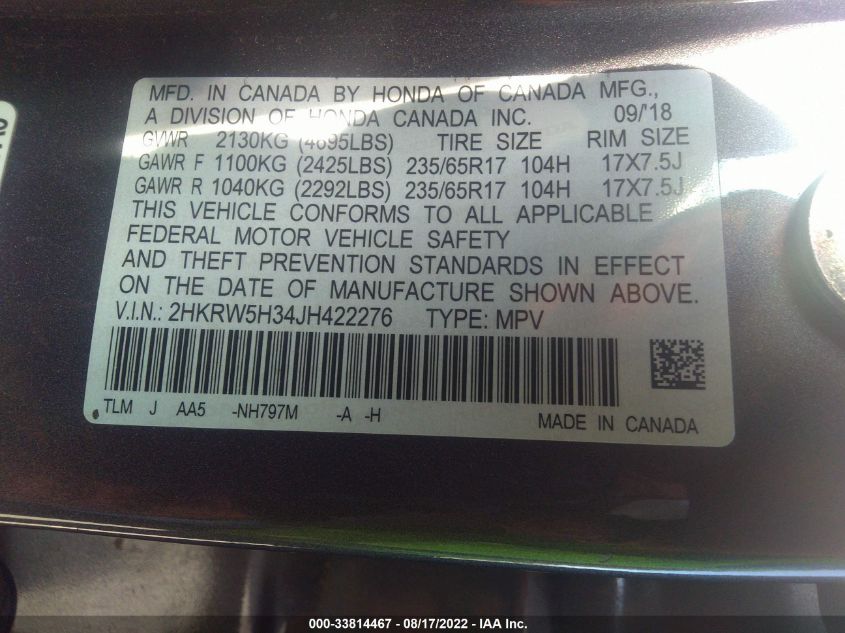 MFD. IN CANADA BY HONDA OF CANADA MFG.,
A DIVISION OF HONDA CANADA INC. 09/'18
GVWR 2130KG (4695LBS) TIRE SIZE RIM SIZE
GAWR F 1100KG (2425LBS) 235/65R17 104H 17X7.5J
GAWR R 1040KG (2292LBS) 235/65R17 104H 17X7.5J
THIS VEHICLE CONFORMS TO ALL APPLICABLE
FEDERAL MOTOR VEHICLE SAFETY
AND THEFT PREVENTION STANDARDS IN EFFECT
ON THE DATE OF MANUFACTURE SHOWN ABOVE.
V.I.N.: 2HKRW5H34JH422276 TYPE: MPV
TLM J AA5 -NH797M -A -H MADE IN CANADA
000-33814467 - 08/17/2022 - IAA Inc.